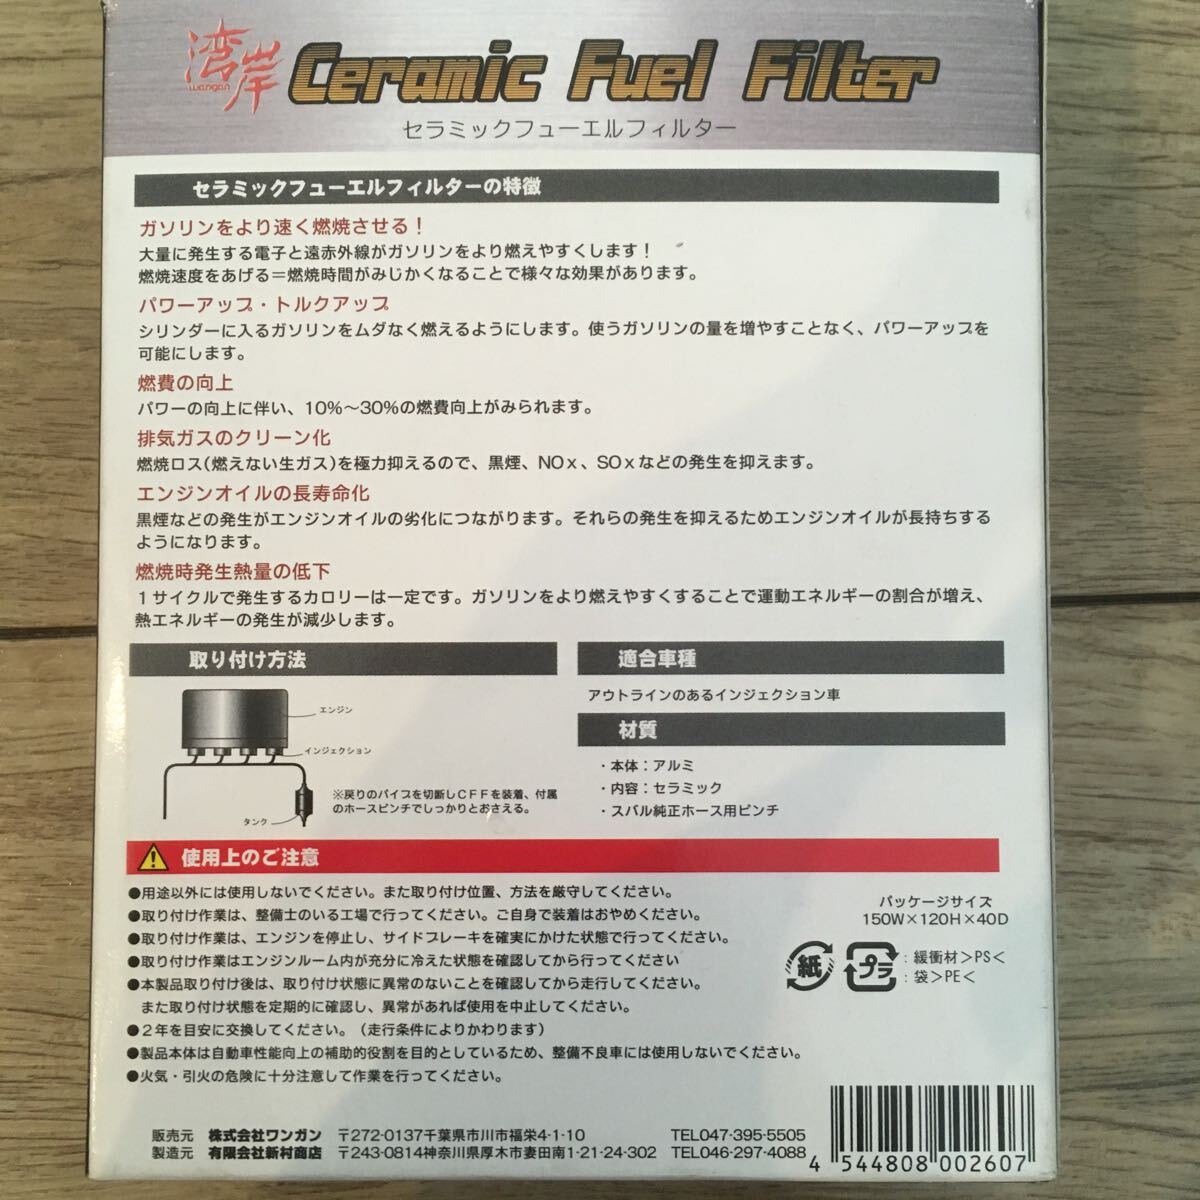 湾岸
wangan
Ceramic Fuel Filter
セラミックフューエルフィルター
セラミックフューエルフィルターの特徴
ガソリンをより速く燃焼させる！
大量に発生する電子と遠赤外線がガソリンをより燃えやすくします！
燃焼速度をあげる＝燃焼時間がみじかくなることで様々な効果があります。
パワーアップ・トルクアップ
シリンダーに入るガソリンをムダなく燃えるようにします。使うガソリンの量を増やすことなく、パワーアップを
可能にします。
燃費の向上
パワーの向上に伴い、10％～30％の燃費向上がみられます。
排気ガスのクリーン化
燃焼ロス(燃えない生ガス)を極力抑えるので、黒煙、NOｘ、SOｘなどの発生を抑えます。
エンジンオイルの長寿命化
黒煙などの発生がエンジンオイルの劣化につながります。それらの発生を抑えるためエンジンオイルが長持ちする
ようになります。
燃焼時発生熱量の低下
１サイクルで発生するカロリーは一定です。ガソリンをより燃えやすくすることで運動エネルギーの割合が増え、
熱エネルギーの発生が減少します。
取り付け方法
エンジン
インジェクション
※戻りのパイプを切断しＣＦＦを装着、付属
のホースピンチでしっかりとおさえる。
タンク
適合車種
アウトラインのあるインジェクション車
材質
・本体：アルミ
・内容：セラミック
・スバル純正ホース用ピンチ
使用上のご注意
●用途以外には使用しないでください。また取り付け位置、方法を厳守してください。
●取り付け作業は、整備士のいる工場で行ってください。ご自身で装着はおやめください。
●取り付け作業は、エンジンを停止し、サイドブレーキを確実にかけた状態で行ってください。
●取り付け作業はエンジンルーム内が充分に冷えた状態を確認してから行ってください
●本製品取り付け後は、取り付け状態に異常のないことを確認してから走行してください。
また取り付け状態を定期的に確認し、異常があれば使用を中止してください。
●２年を目安に交換してください。（走行条件によりかわります）
●製品本体は自動車性能向上の補助的役割を目的としているため、整備不良車には使用しないでください。
●火気・引火の危険に十分注意して作業を行ってください。
パッケージサイズ
150W×120H×40D
紙
プラ
：緩衝材＞PS＜
：袋＞PE＜
販売元 株式会社ワンガン 〒272-0137千葉県市川市福栄4-1-10 TEL047-395-5505
製造元 有限会社新村商店 〒243-0814神奈川県厚木市妻田南1-21-24-302 TEL046-297-4088
4 544808 002607